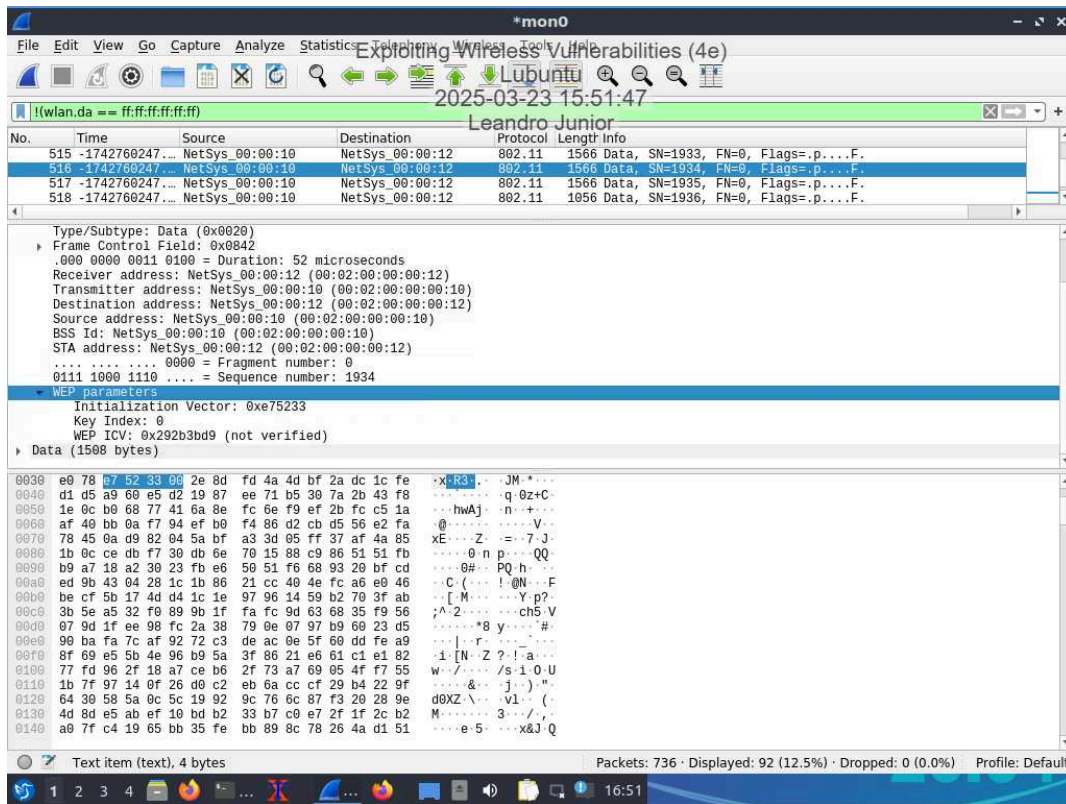 *mon0
File Edit View Go Capture Analyze Statistics Telephony Wireless Tools Help
Exploiting Wireless Vulnerabilities (4e)
Lubuntu
2025-03-23 15:51:47
Leandro Junior
!(wlan.da == ff:ff:ff:ff:ff:ff)
No. Time Source Destination Protocol Length Info
515 -1742760247… NetSys_00:00:10 NetSys_00:00:12 802.11 1566 Data, SN=1933, FN=0, Flags=.p....F.
516 -1742760247… NetSys_00:00:10 NetSys_00:00:12 802.11 1566 Data, SN=1934, FN=0, Flags=.p....F.
517 -1742760247… NetSys_00:00:10 NetSys_00:00:12 802.11 1566 Data, SN=1935, FN=0, Flags=.p....F.
518 -1742760247… NetSys_00:00:10 NetSys_00:00:12 802.11 1056 Data, SN=1936, FN=0, Flags=.p....F.
Type/Subtype: Data (0x0020)
Frame Control Field: 0x0842
.000 0000 0011 0100 = Duration: 52 microseconds
Receiver address: NetSys_00:00:12 (00:02:00:00:00:12)
Transmitter address: NetSys_00:00:10 (00:02:00:00:00:10)
Destination address: NetSys_00:00:12 (00:02:00:00:00:12)
Source address: NetSys_00:00:10 (00:02:00:00:00:10)
BSS Id: NetSys_00:00:10 (00:02:00:00:00:10)
STA address: NetSys_00:00:12 (00:02:00:00:00:12)
.... .... .... 0000 = Fragment number: 0
0111 1000 1110 .... = Sequence number: 1934
WEP parameters
Initialization Vector: 0xe75233
Key Index: 0
WEP ICV: 0x292b3bd9 (not verified)
Data (1508 bytes)
0030 e0 78 e7 52 33 00 2e 8d fd 4a 4d bf 2a dc 1c fe ·x·R3·.· ·JM·*···
0040 d1 d5 a9 60 e5 d2 19 87 ee 71 b5 30 7a 2b 43 f8 ···`···· ·q·0z+C·
0050 1e 0c b0 68 77 41 6a 8e fc 6e f9 ef 2b fc c5 1a ···hwAj· ·n··+···
0060 af 40 bb 0a f7 94 ef b0 f4 86 d2 cb d5 56 e2 fa ·@······ ·····V··
0070 78 45 0a d9 82 04 5a bf a3 3d 05 ff 37 af 4a 85 xE····Z· ·=··7·J·
0080 1b 0c ce db f7 30 db 6e 70 15 88 c9 86 51 51 fb ·····0·n p····QQ·
0090 b9 a7 18 a2 30 23 fb e6 50 51 f6 68 93 20 bf cd ····0#·· PQ·h· ··
00a0 ed 9b 43 04 28 1c 1b 86 21 cc 40 4e fc a6 e0 46 ··C·(··· !·@N···F
00b0 be cf 5b 17 4d d4 1c 1e 97 96 14 59 b2 70 3f ab ··[·M··· ···Y·p?·
00c0 3b 5e a5 32 f0 89 9b 1f fa fc 9d 63 68 35 f9 56 ;^·2···· ···ch5·V
00d0 07 9d 1f ee 98 fc 2a 38 79 0e 07 97 b9 60 23 d5 ······*8 y····`#·
00e0 90 ba fa 7c af 92 72 c3 de ac 0e 5f 60 dd fe a9 ···|··r· ···_`···
00f0 8f 69 e5 5b 4e 96 b9 5a 3f 86 21 e6 61 c1 e1 82 ·i·[N··Z ?·!·a···
0100 77 fd 96 2f 18 a7 ce b6 2f 73 a7 69 05 4f f7 55 w··/···· /s·i·O·U
0110 1b 7f 97 14 0f 26 d0 c2 eb 6a cc cf 29 b4 22 9f ·····&·· ·j··)·"·
0120 64 30 58 5a 0c 5c 19 92 9c 76 6c 87 f3 20 28 9e d0XZ·\·· ·vl·· (·
0130 4d 8d e5 ab ef 10 bd b2 33 b7 c0 e7 2f 1f 2c b2 M······· 3···/·,·
0140 a0 7f c4 19 65 bb 35 fe bb 89 8c 78 26 4a d1 51 ····e·5· ···x&J·Q
Text item (text), 4 bytes Packets: 736 · Displayed: 92 (12.5%) · Dropped: 0 (0.0%) Profile: Default
1 2 3 4 ... ... 16:51